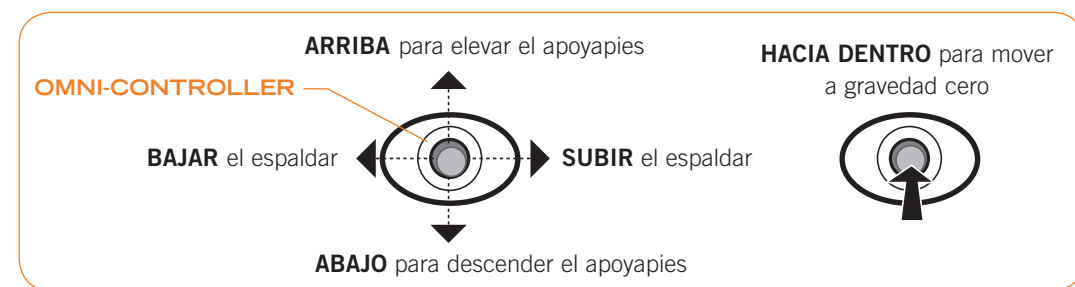 ARRIBA para elevar el apoyapies
HACIA DENTRO para mover
a gravedad cero
OMNI-CONTROLLER
BAJAR el espaldar
SUBIR el espaldar
ABAJO para descender el apoyapies